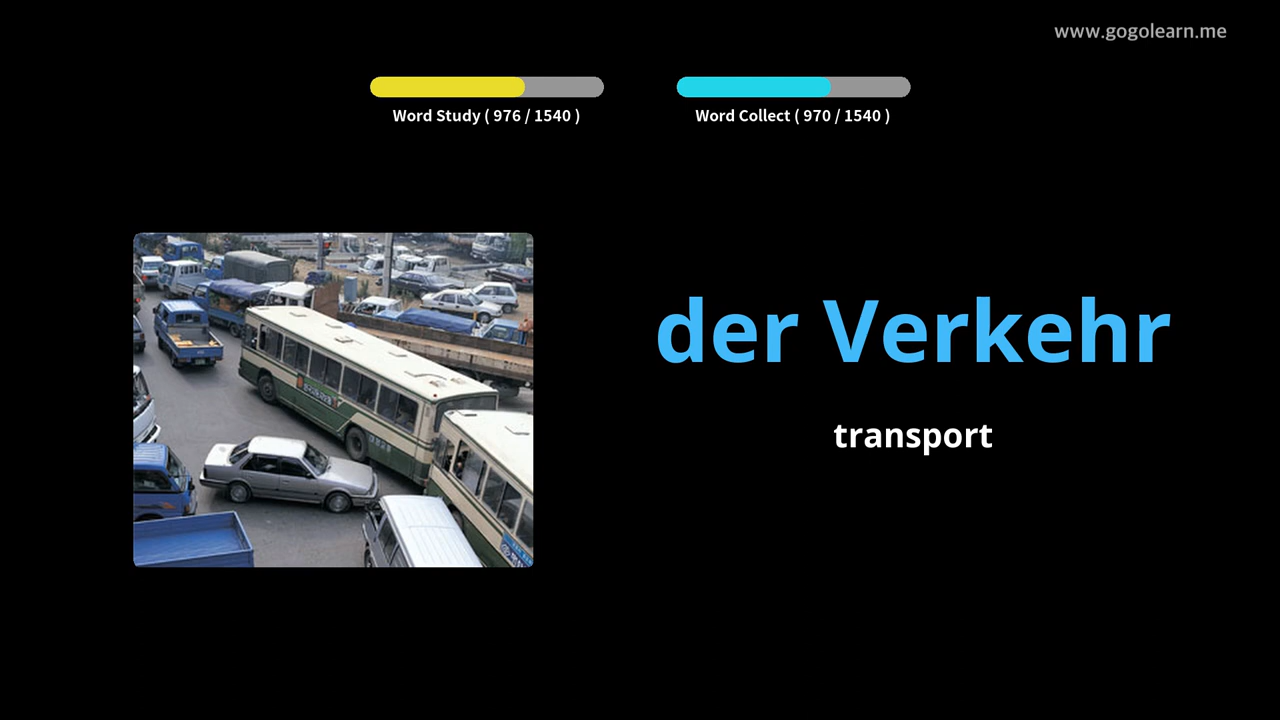 www.gogolearn.me
Word Study ( 976 / 1540 )
Word Collect ( 970 / 1540 )
der Verkehr
transport